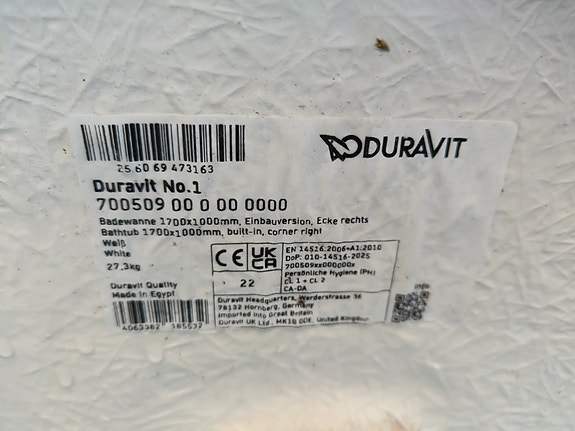 DURAVIT
25 60 69 473163
Duravit No.1
700509 00 0 00 0000
Badewanne 1700x1000mm, Einbauversion, Ecke rechts
Bathtub 1700x1000mm, built-in, corner right
Weiß
White
27,3kg
Duravit Quality
Made in Egypt
CE UK CA
22
EN 14516:2006+A1:2010
DoP: 010-14516-2025
700509xx000000x
Persönliche Hygiene (PH)
CL 1 + CL 2
CA-DA
Duravit Headquarters, Werderstrasse 36
78132 Hornberg, Germany
Imported into Great Britain
Duravit UK Ltd., MK10 0DE, United Kingdom
info
4063382